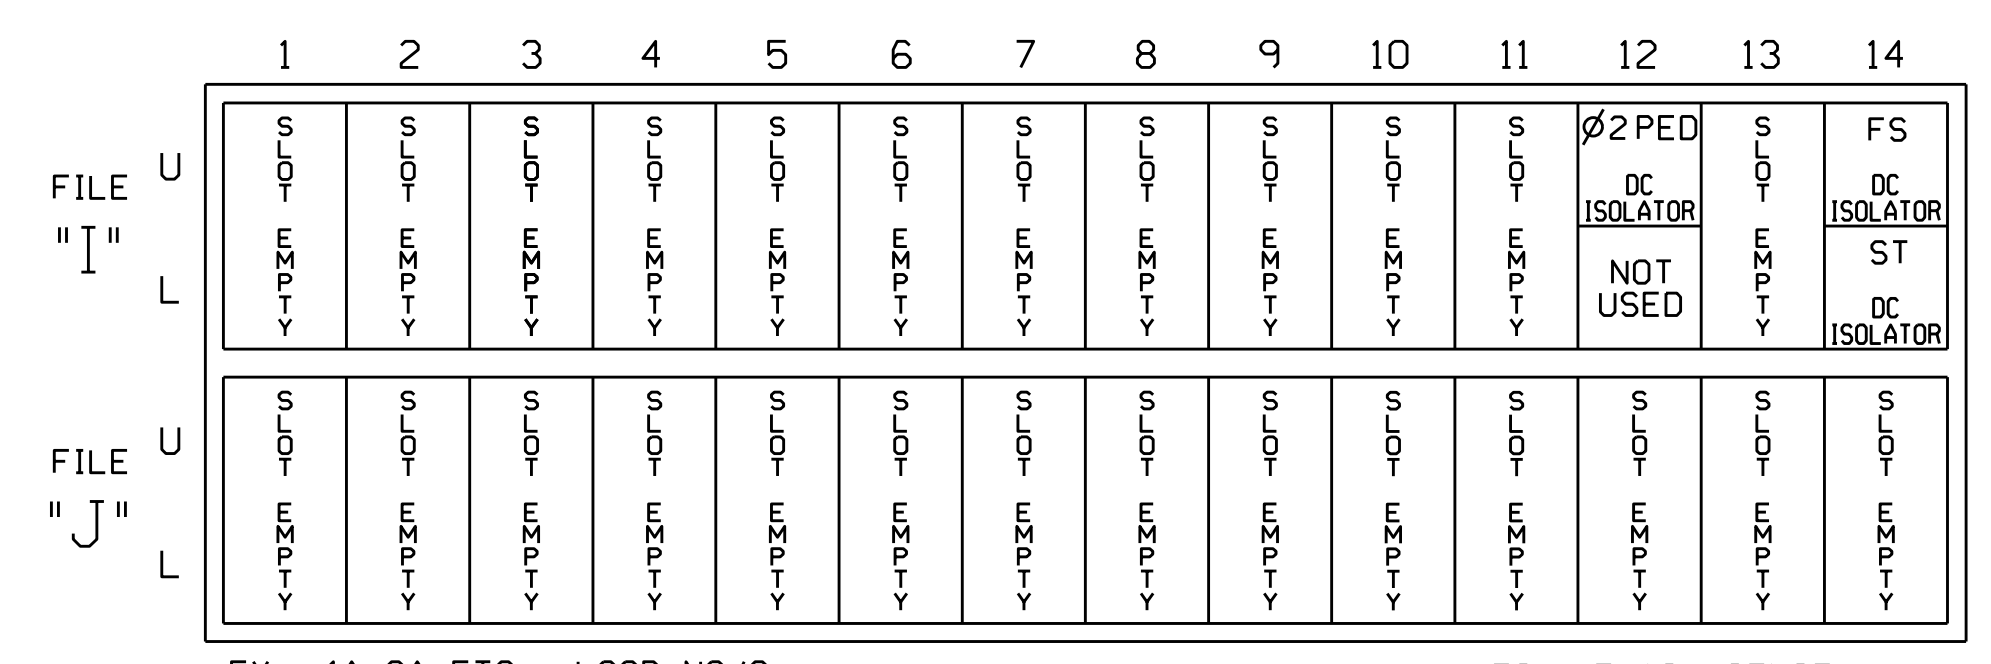 1 2 3 4 5 6 7 8 9 10 11 12 13 14
FILE "I"
U
L
SLOT EMPTY
SLOT EMPTY
SLOT EMPTY
SLOT EMPTY
SLOT EMPTY
SLOT EMPTY
SLOT EMPTY
SLOT EMPTY
SLOT EMPTY
SLOT EMPTY
SLOT EMPTY
Ø2 PED
DC
ISOLATOR
NOT
USED
SLOT EMPTY
FS
DC
ISOLATOR
ST
DC
ISOLATOR
FILE "J"
U
L
SLOT EMPTY
SLOT EMPTY
SLOT EMPTY
SLOT EMPTY
SLOT EMPTY
SLOT EMPTY
SLOT EMPTY
SLOT EMPTY
SLOT EMPTY
SLOT EMPTY
SLOT EMPTY
SLOT EMPTY
SLOT EMPTY
SLOT EMPTY